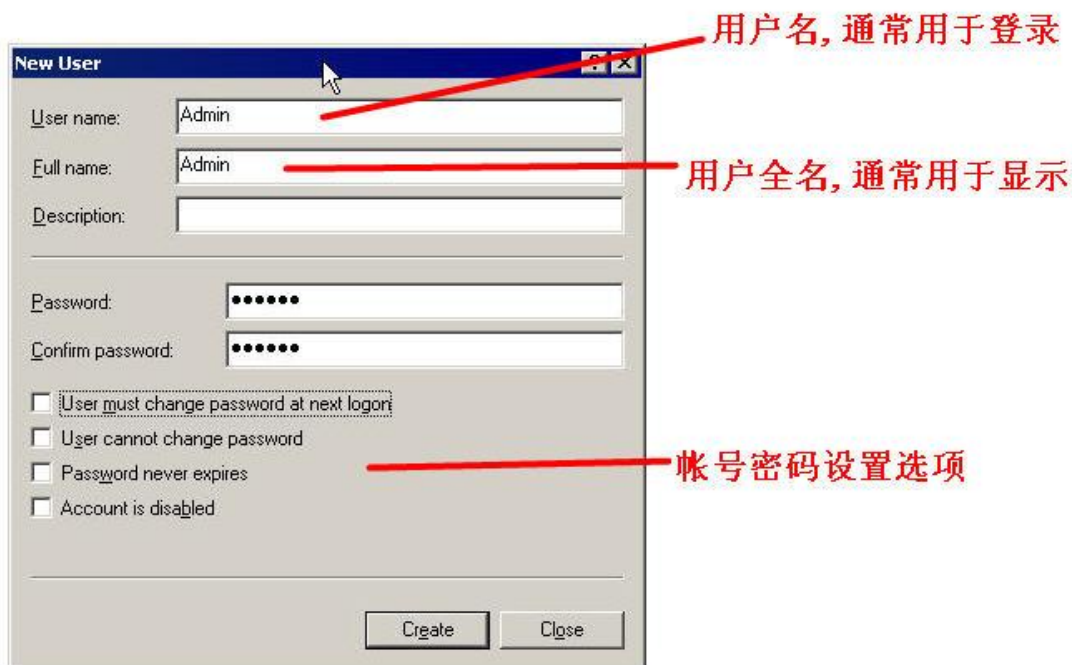 用户名, 通常用于登录
New User
User name: Admin
Full name: Admin
用户全名, 通常用于显示
Description:
Password: ●●●●●●
Confirm password: ●●●●●●
User must change password at next logon
User cannot change password
Password never expires
帐号密码设置选项
Account is disabled
Create Close